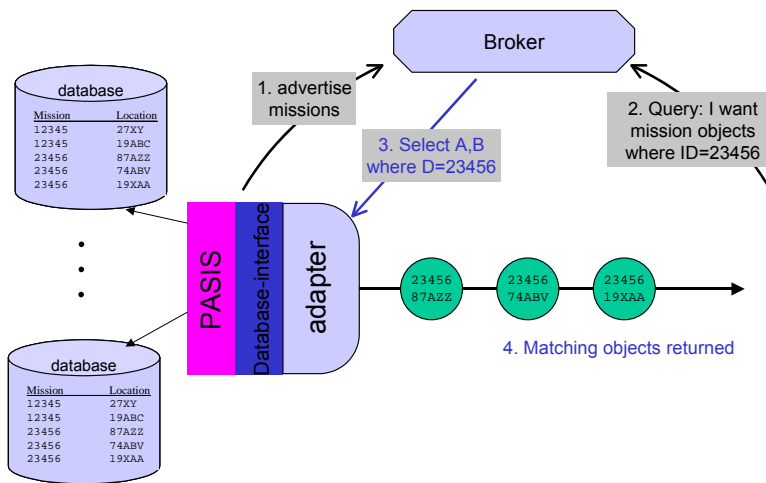 Broker
1. advertise
missions
2. Query: I want
mission objects
where ID=23456
3. Select A,B
where D=23456
database
Mission Location
12345 27XY
12345 19ABC
23456 87AZZ
23456 74ABV
23456 19XAA
PASIS
Database-interface
adapter
23456
87AZZ
23456
74ABV
23456
19XAA
4. Matching objects returned
database
Mission Location
12345 27XY
12345 19ABC
23456 87AZZ
23456 74ABV
23456 19XAA